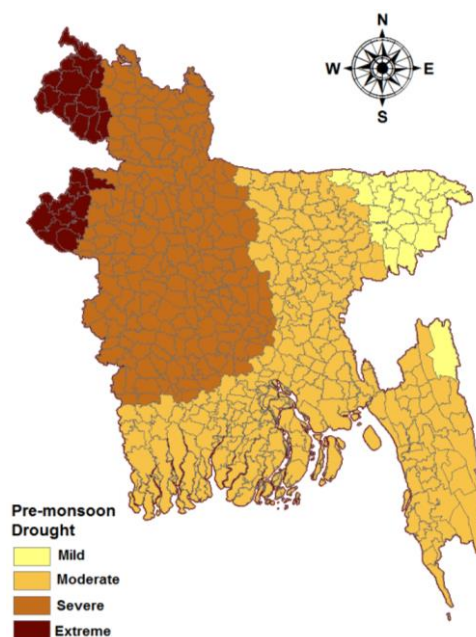 N
W E
S
Pre-monsoon
Drought
Mild
Moderate
Severe
Extreme